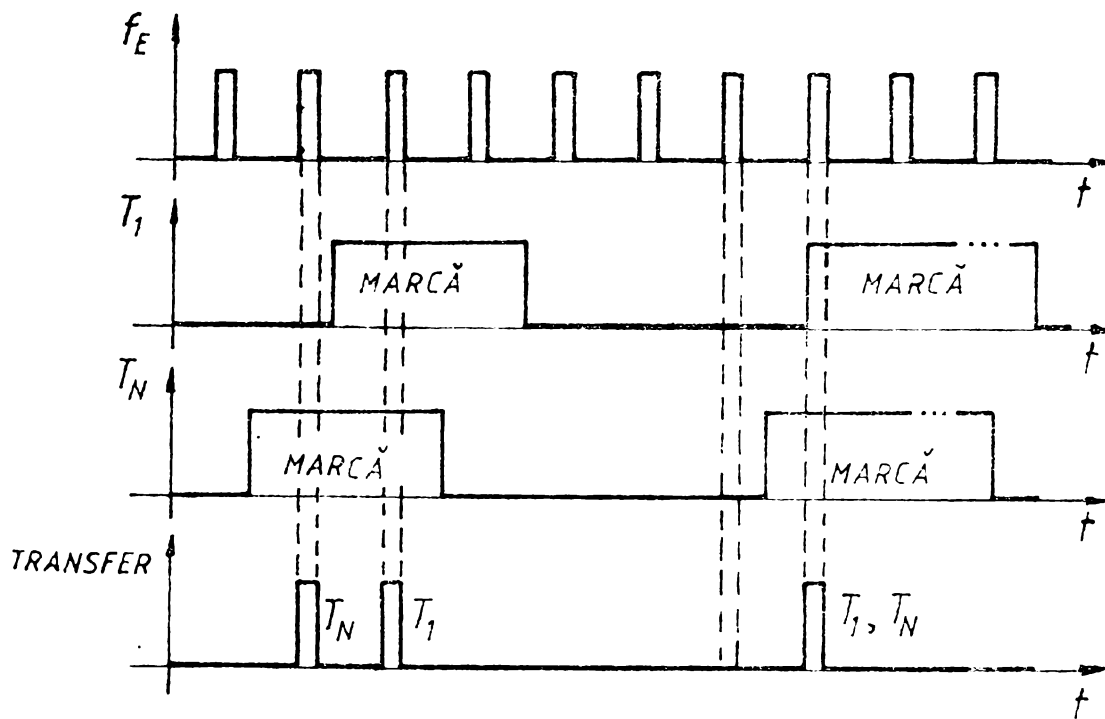 f_E
t
T_1
MARCĂ
...
MARCĂ
t
T_N
MARCĂ
...
MARCĂ
t
TRANSFER
T_N
T_1
T_1, T_N
t